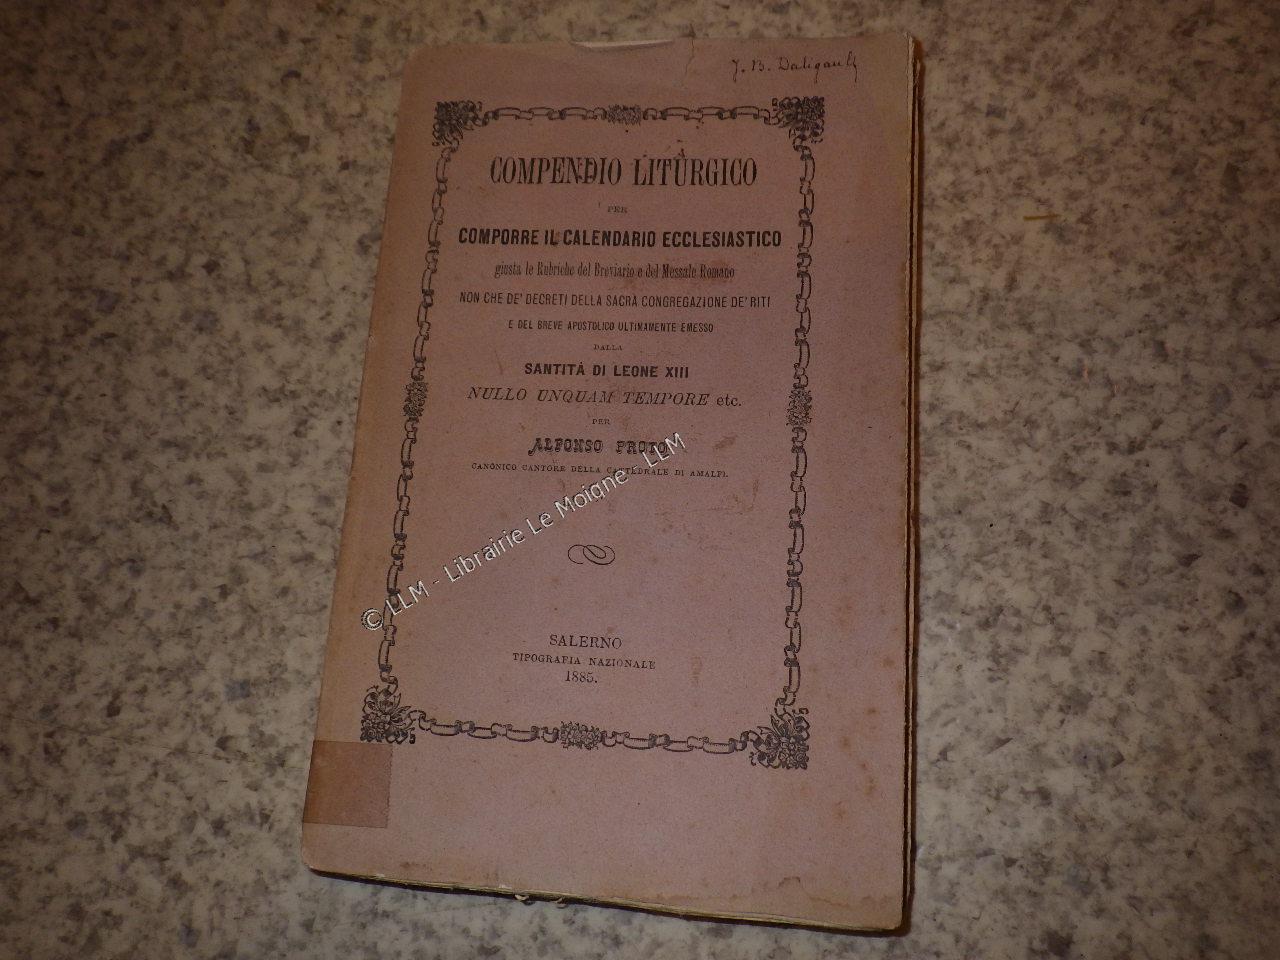 J. B. Daligault
COMPENDIO LITURGICO
PER
COMPORRE IL CALENDARIO ECCLESIASTICO
giusta le Rubriche del Breviario e del Messale Romano
NON CHE DE' DECRETI DELLA SACRA CONGREGAZIONE DE' RITI
E DEL BREVE APOSTOLICO ULTIMAMENTE EMESSO
DALLA
SANTITÀ DI LEONE XIII
NULLO UNQUAM TEMPORE etc.
PER
ALFONSO PROTO
CANONICO CANTORE DELLA CATTEDRALE DI AMALFI.
© LLM - Librairie Le Moigne - LLM
SALERNO
TIPOGRAFIA NAZIONALE
1885.